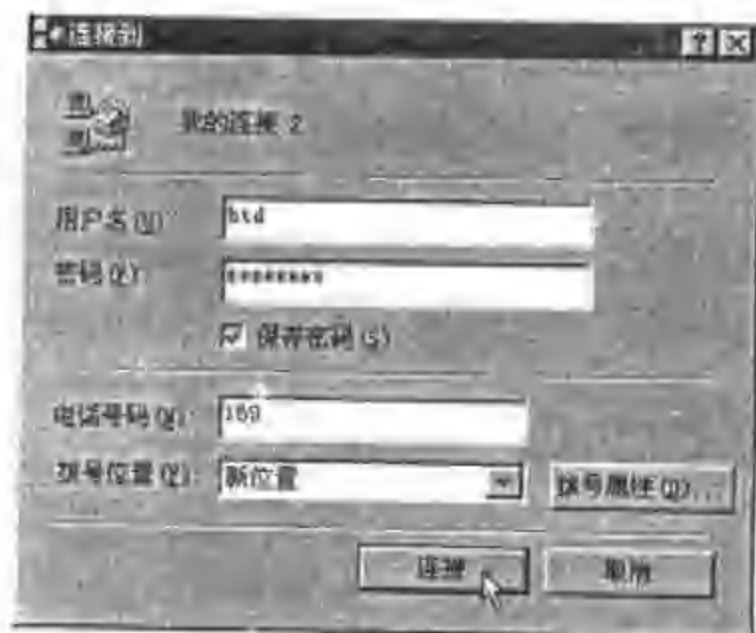 连接到
我的连接 2
用户名(U):
htd
密码(P):
********
保存密码(S)
电话号码(N):
169
拨号位置(F):
新位置
拨号属性(D)...
连接
取消